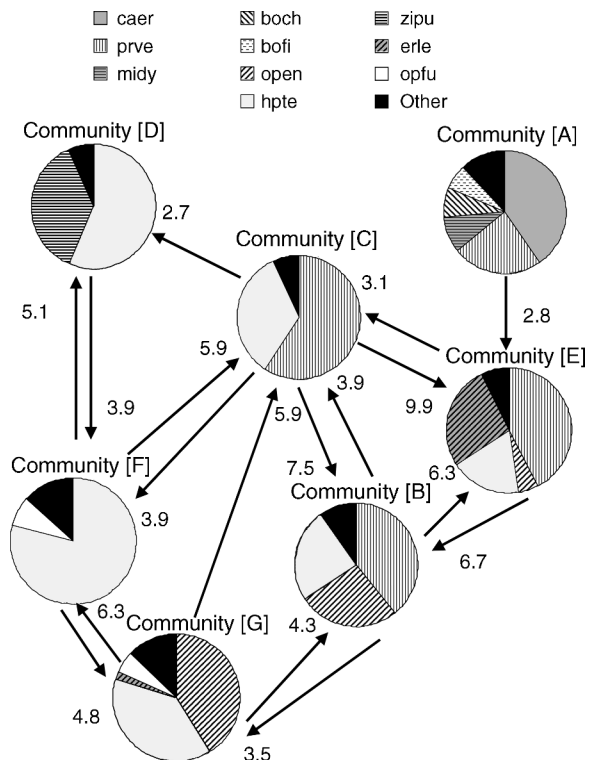 caer boch zipu
prve bofi erle
midy open opfu
hpte Other
Community [D]
Community [A]
2.7
Community [C]
3.1
2.8
5.1
5.9
Community [E]
3.9
3.9
5.9
9.9
Community [F]
7.5
6.3
Community [B]
3.9
6.7
6.3
Community [G]
4.3
4.8
3.5